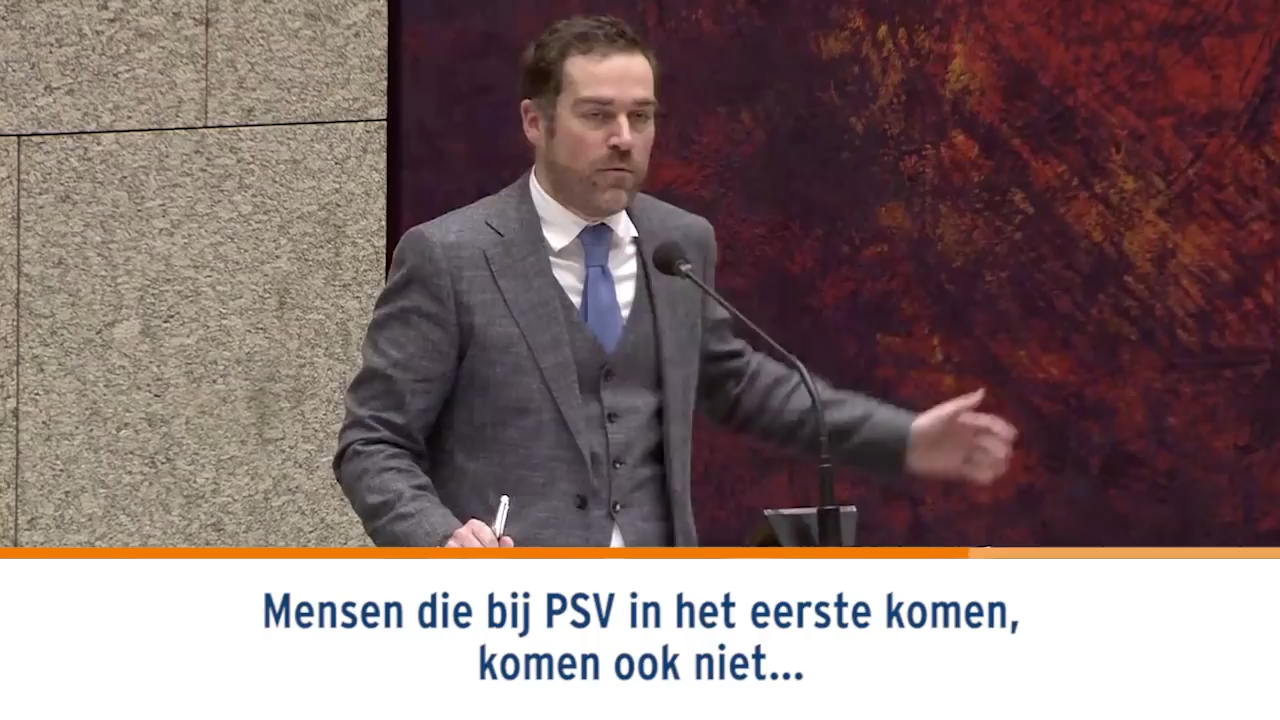 Mensen die bij PSV in het eerste komen,
komen ook niet...